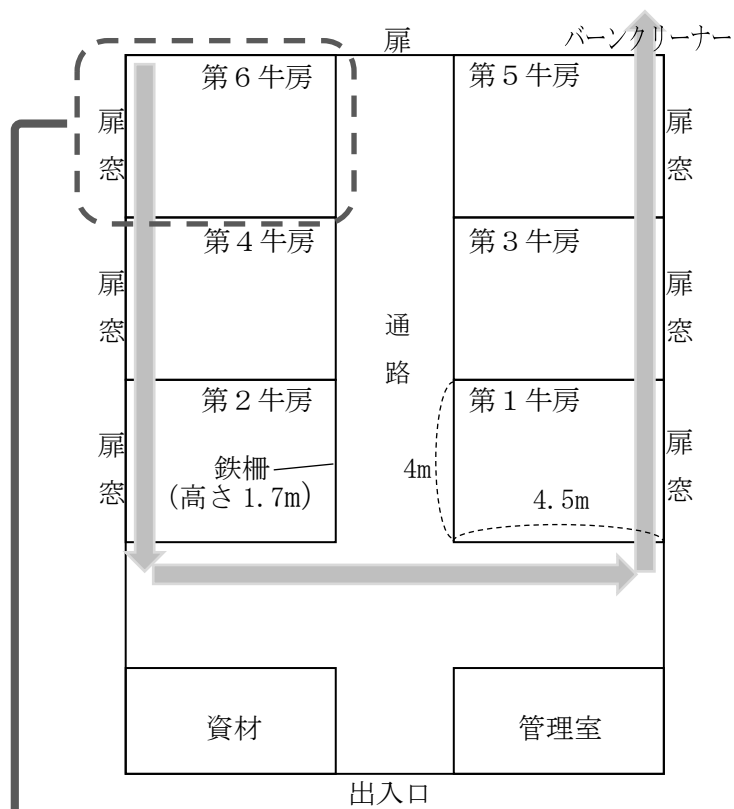 扉
バーンクリーナー
第6牛房
第5牛房
扉
窓
扉
窓
第4牛房
第3牛房
扉
窓
通
路
扉
窓
第2牛房
第1牛房
扉
窓
鉄柵
(高さ 1.7m)
4m
4.5m
扉
窓
資材
管理室
出入口